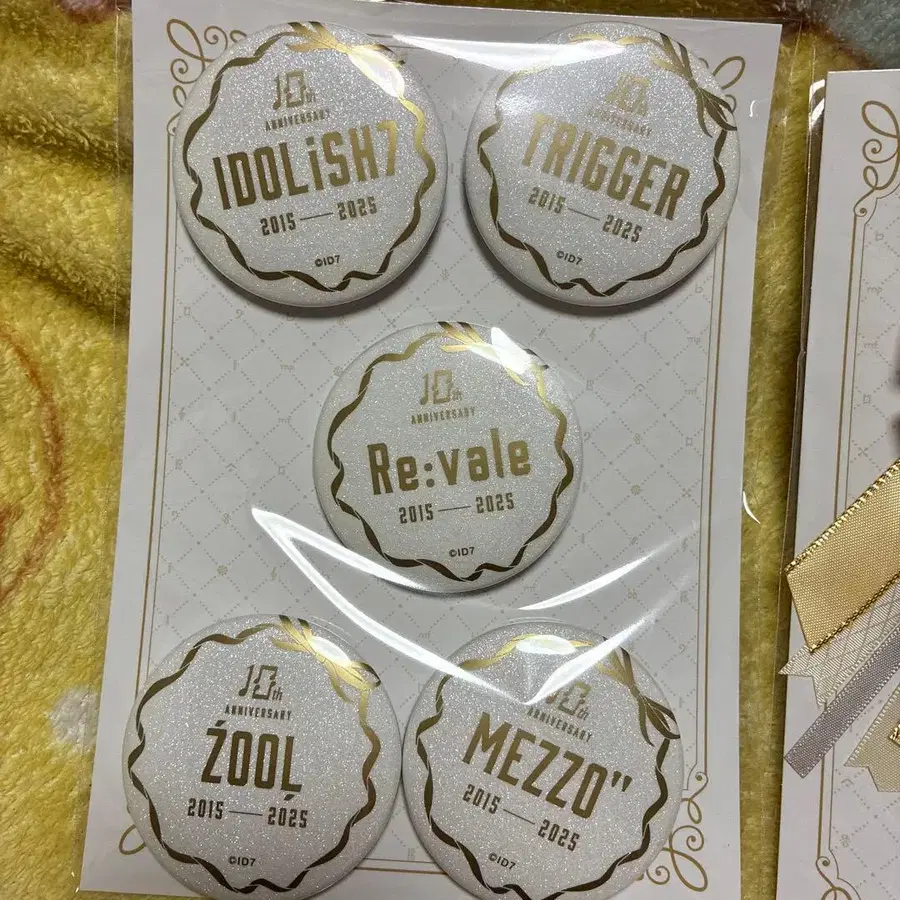 10th
ANNIVERSARY
IDOLiSH7
2015 — 2025
©ID7
10th
ANNIVERSARY
TRIGGER
2015 — 2025
©ID7
10th
ANNIVERSARY
Re:vale
2015 — 2025
©ID7
10th
ANNIVERSARY
ŹOOĻ
2015 — 2025
©ID7
10th
ANNIVERSARY
MEZZO"
2015 — 2025
©ID7